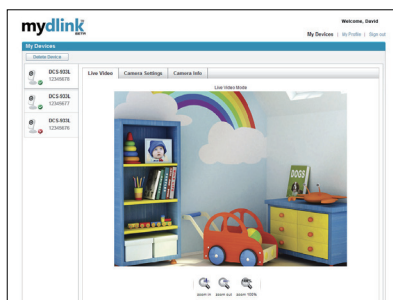 mydlink
BETA
Welcome, David
My Devices | My Profile | Sign out
My Devices
Delete Device
DCS-933L
12345678
DCS-933L
12345677
DCS-933L
12345676
Live Video
Camera Settings
Camera Info
Live Video Mode
DOGS
zoom in
zoom out
zoom 100%